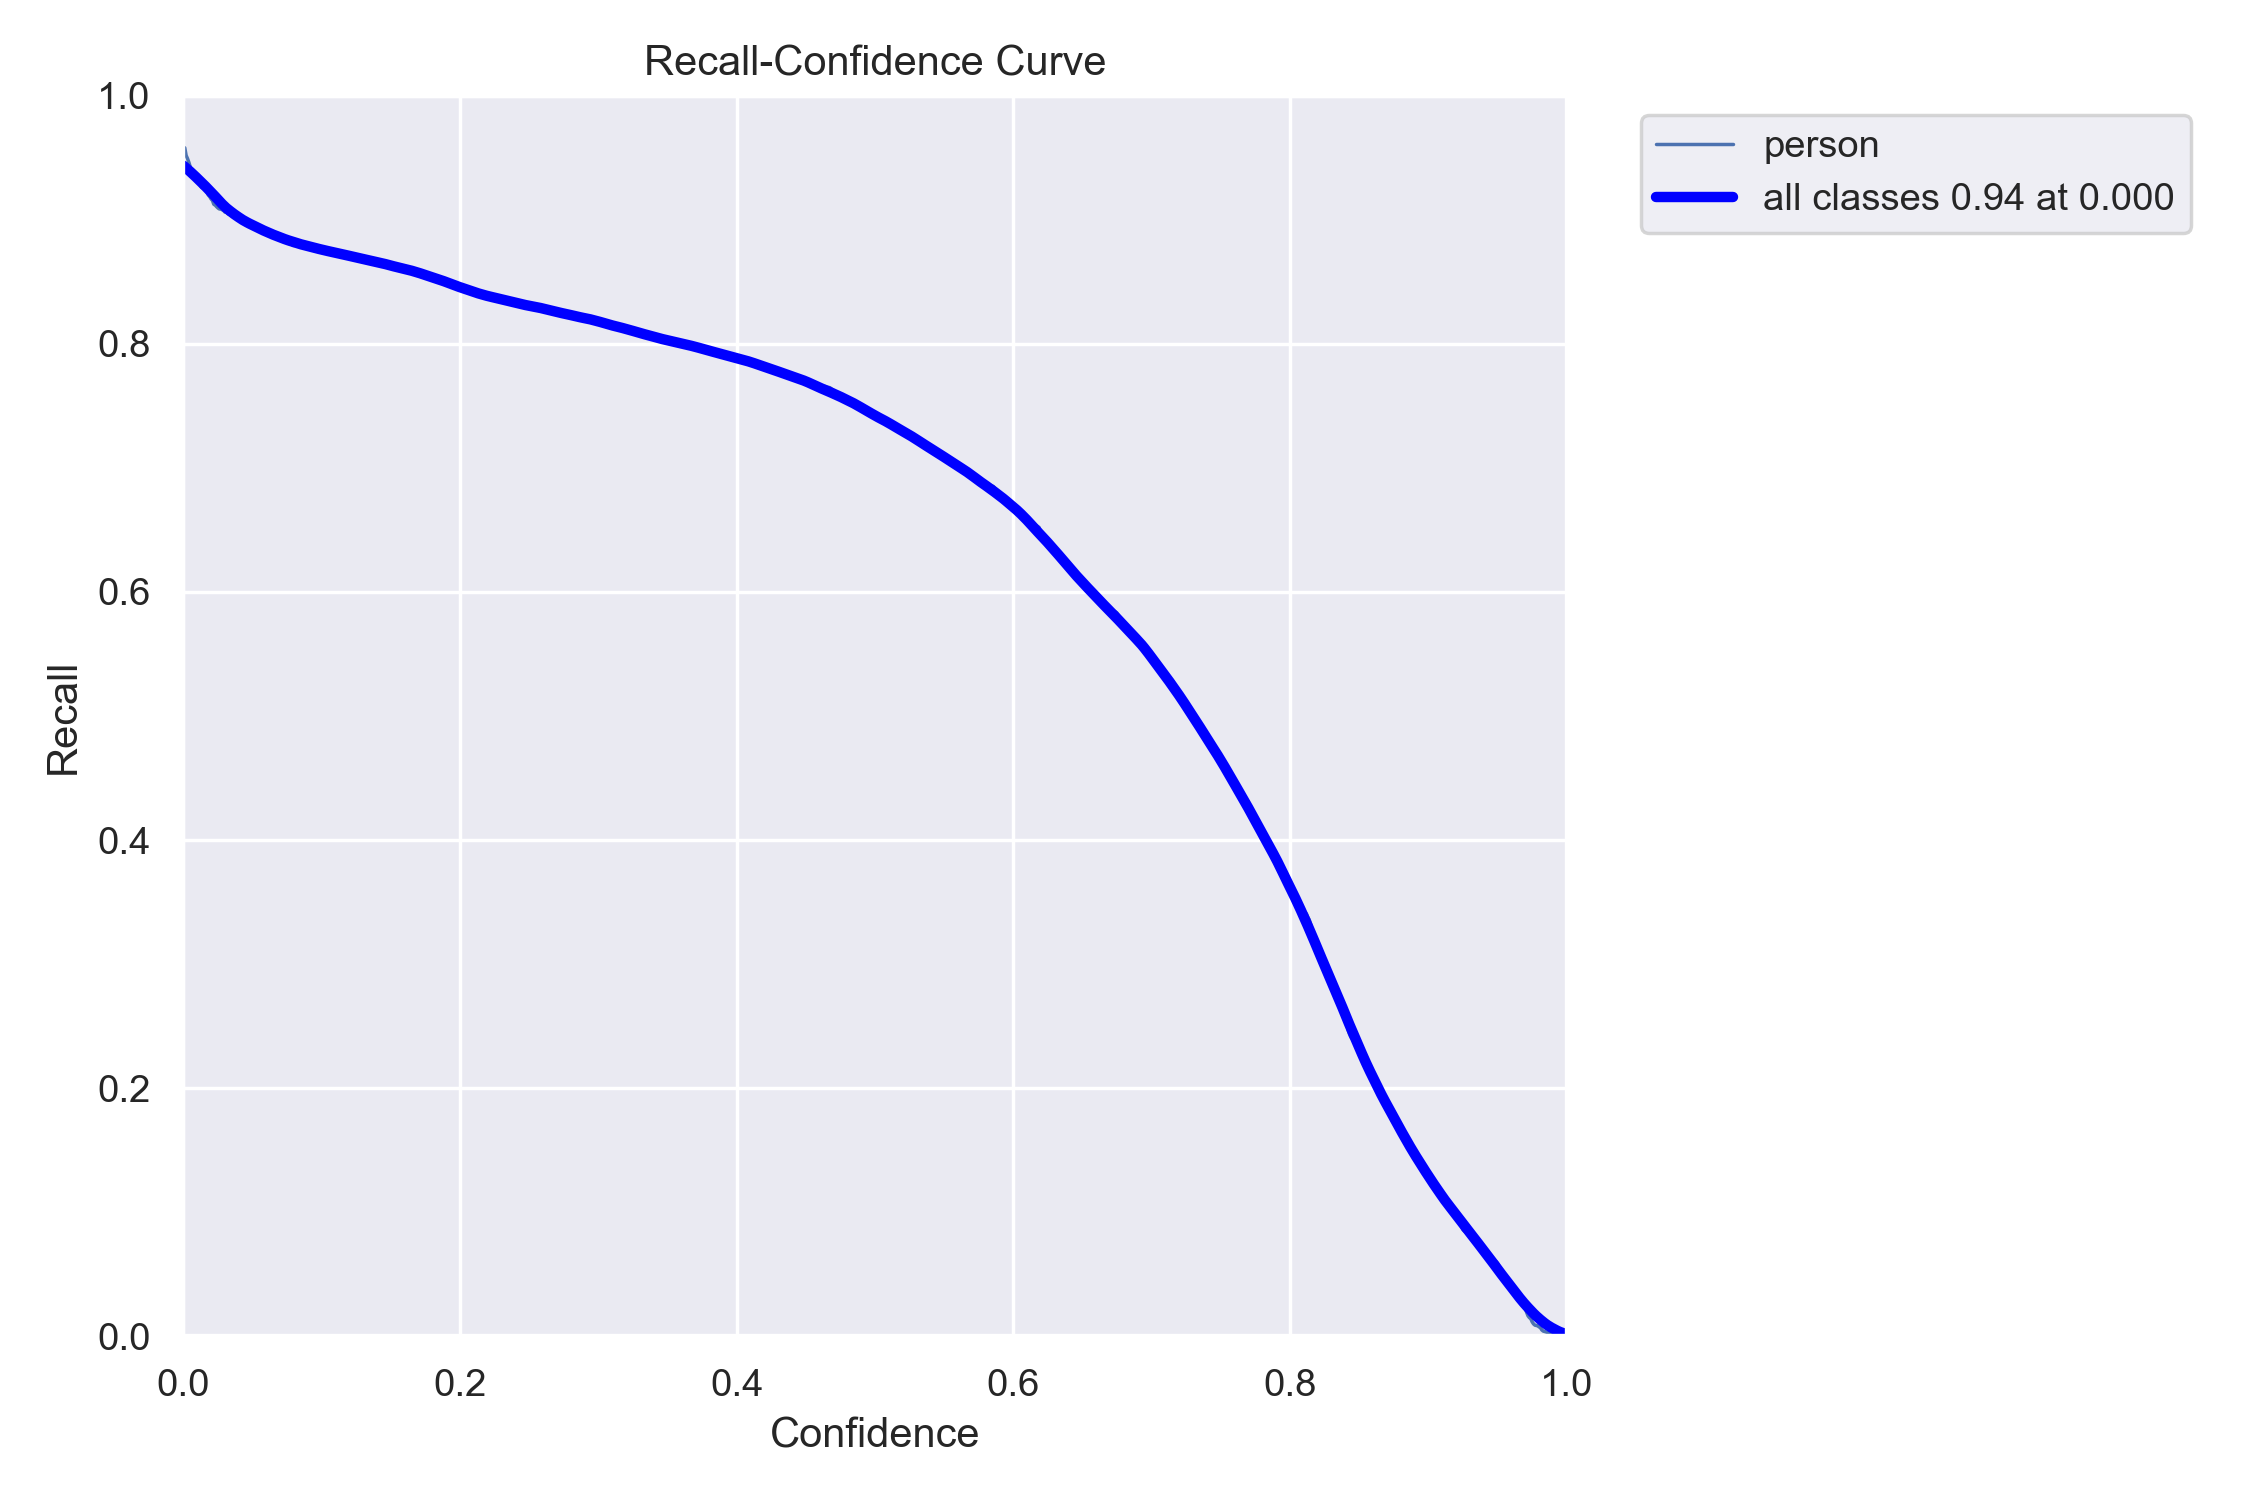 Recall-Confidence Curve
1.0
0.8
0.6
0.4
0.2
0.0
Recall
0.0 0.2 0.4 0.6 0.8 1.0
Confidence
person
all classes 0.94 at 0.000